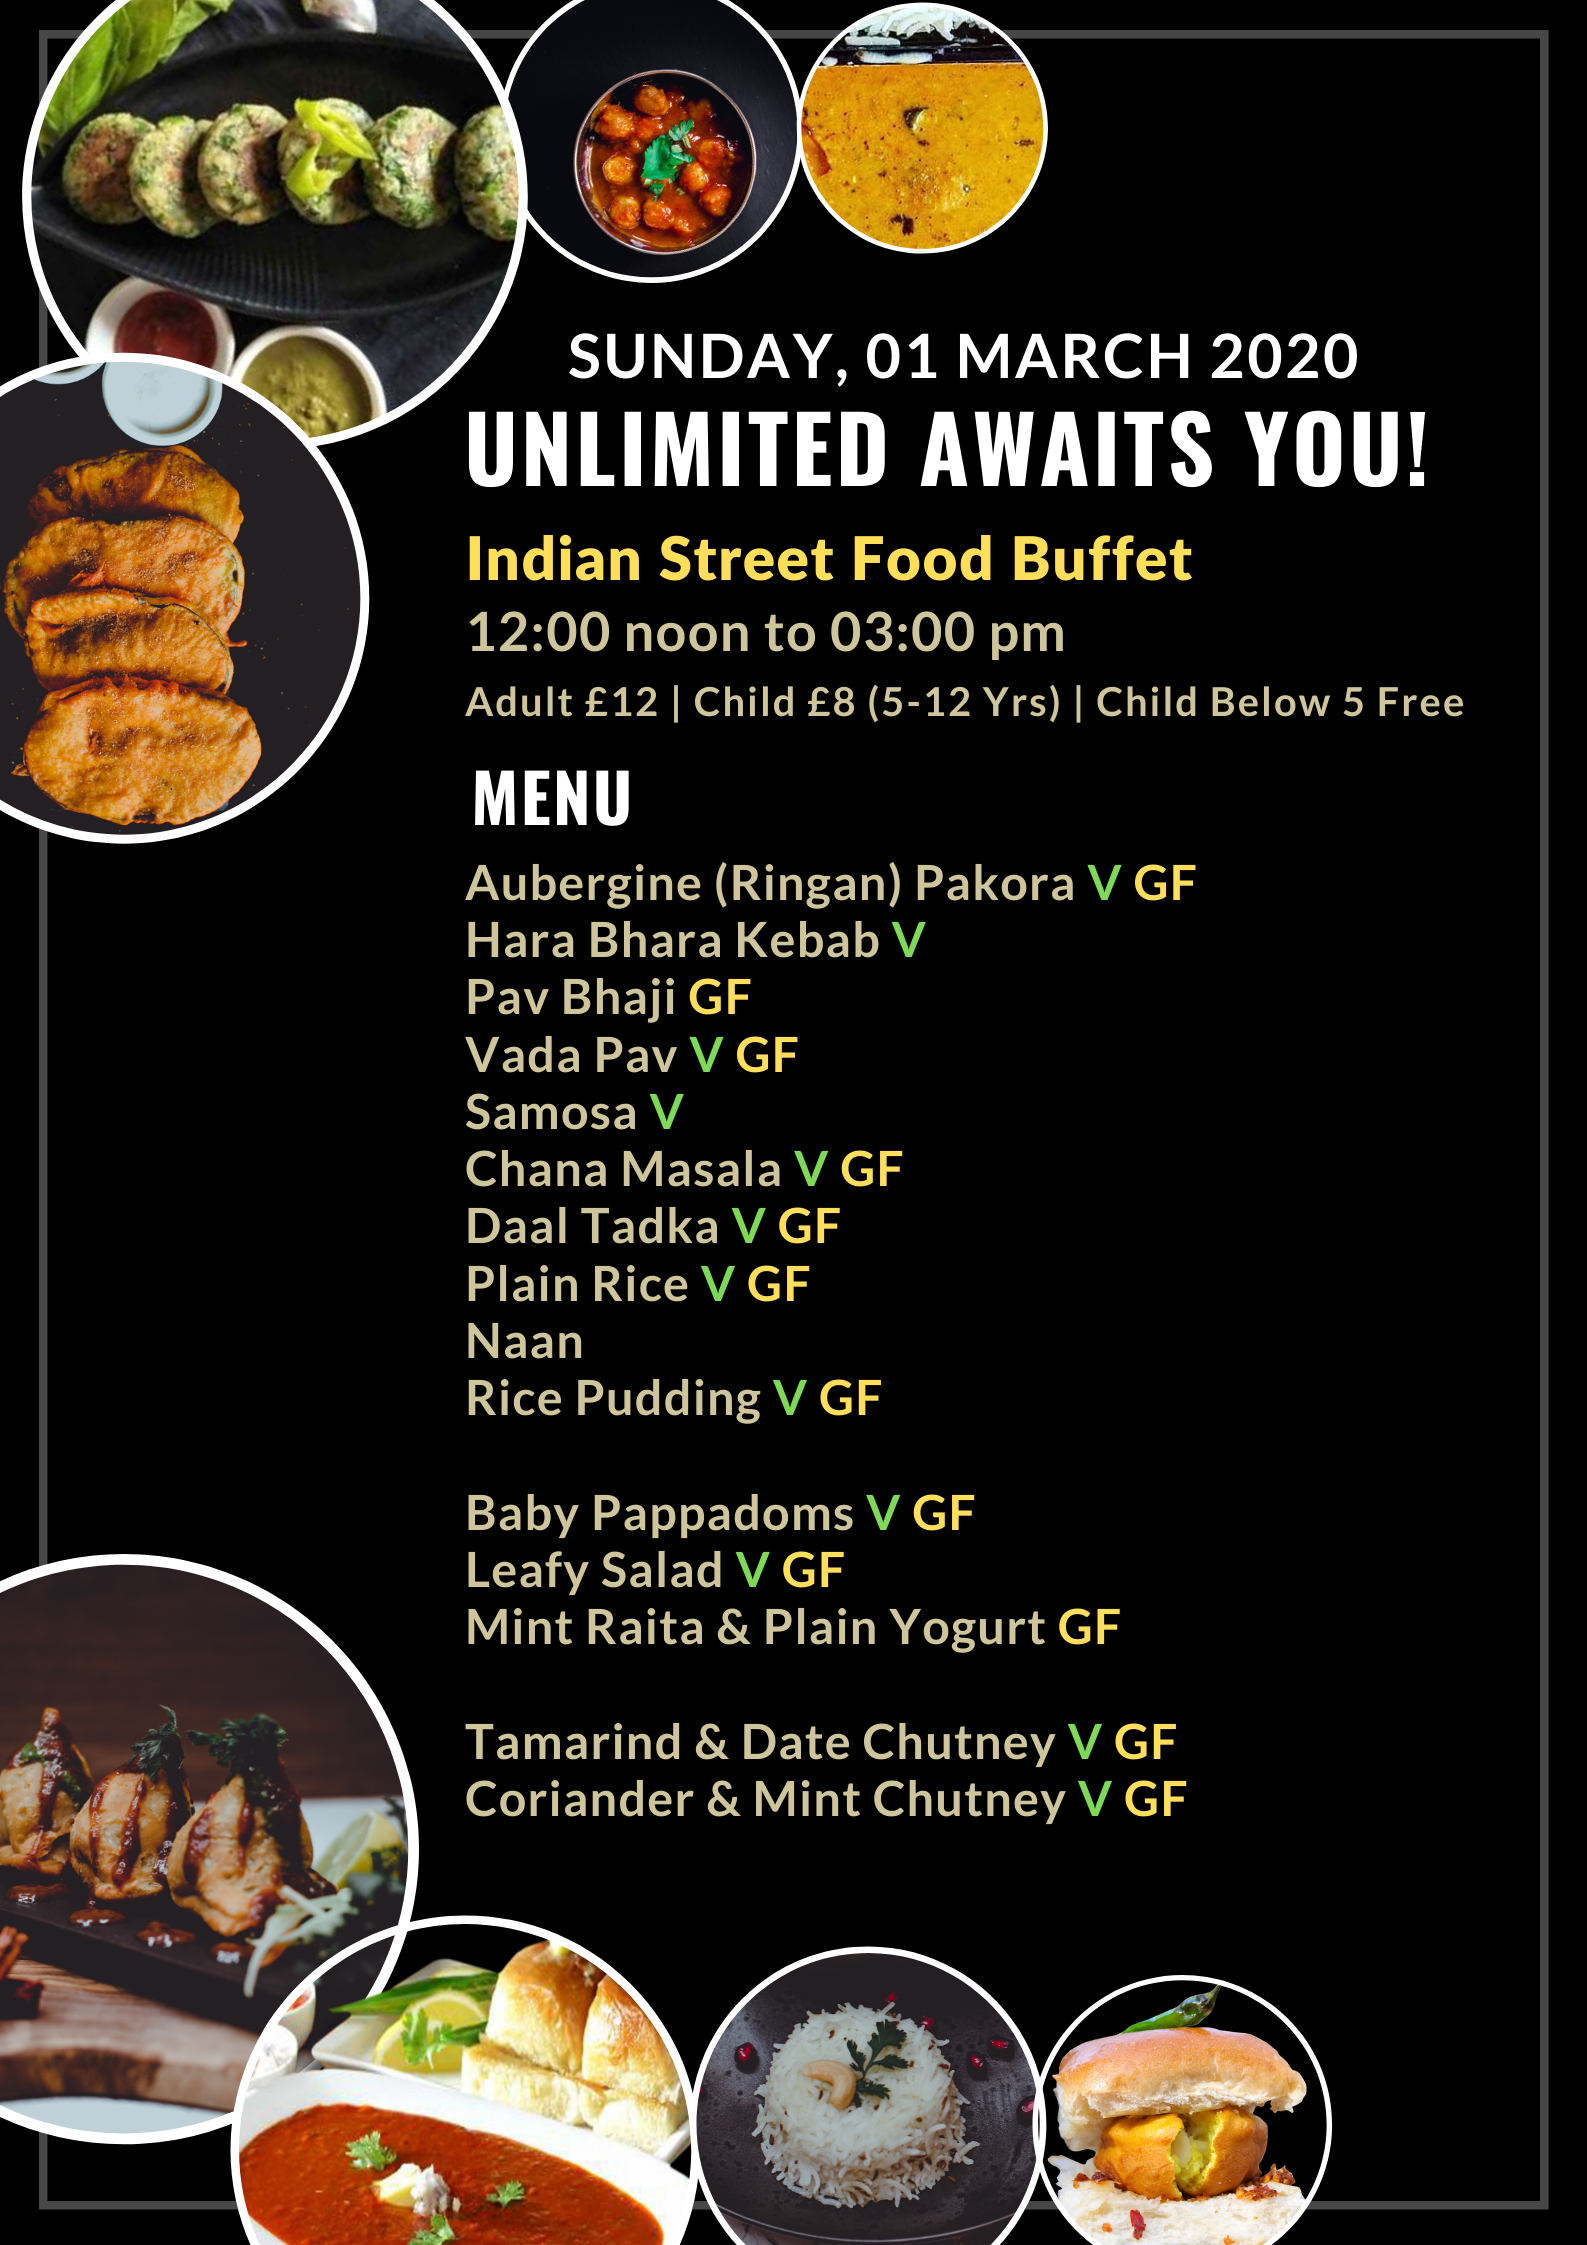 SUNDAY, 01 MARCH 2020
UNLIMITED AWAITS YOU!
Indian Street Food Buffet
12:00 noon to 03:00 pm
Adult £12 | Child £8 (5-12 Yrs) | Child Below 5 Free
MENU
Aubergine (Ringan) Pakora V GF
Hara Bhara Kebab V
Pav Bhaji GF
Vada Pav V GF
Samosa V
Chana Masala V GF
Daal Tadka V GF
Plain Rice V GF
Naan
Rice Pudding V GF
Baby Pappadoms V GF
Leafy Salad V GF
Mint Raita & Plain Yogurt GF
Tamarind & Date Chutney V GF
Coriander & Mint Chutney V GF